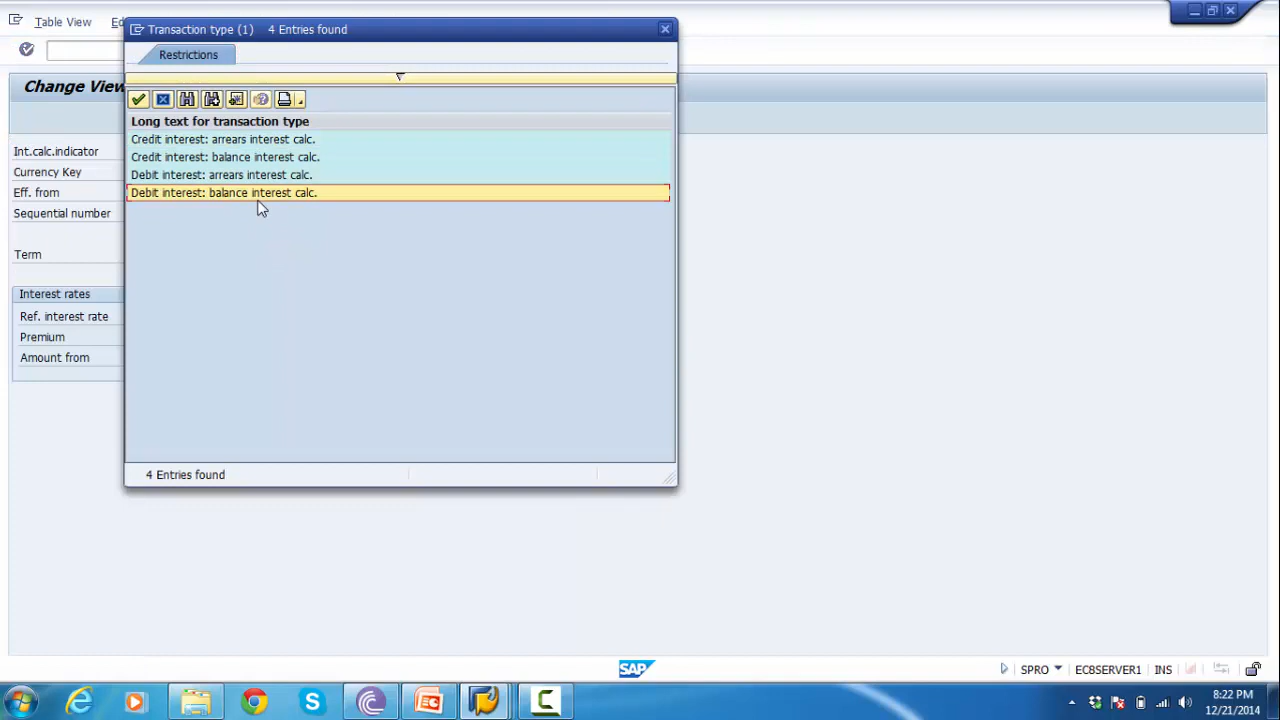 Table View Ed
Transaction type (1) 4 Entries found
Restrictions
Change View
Long text for transaction type
Credit interest: arrears interest calc.
Credit interest: balance interest calc.
Debit interest: arrears interest calc.
Debit interest: balance interest calc.
Int.calc.indicator
Currency Key
Eff. from
Sequential number
Term
Interest rates
Ref. interest rate
Premium
Amount from
4 Entries found
SAP
SPRO EC8SERVER1 INS
8:22 PM
12/21/2014